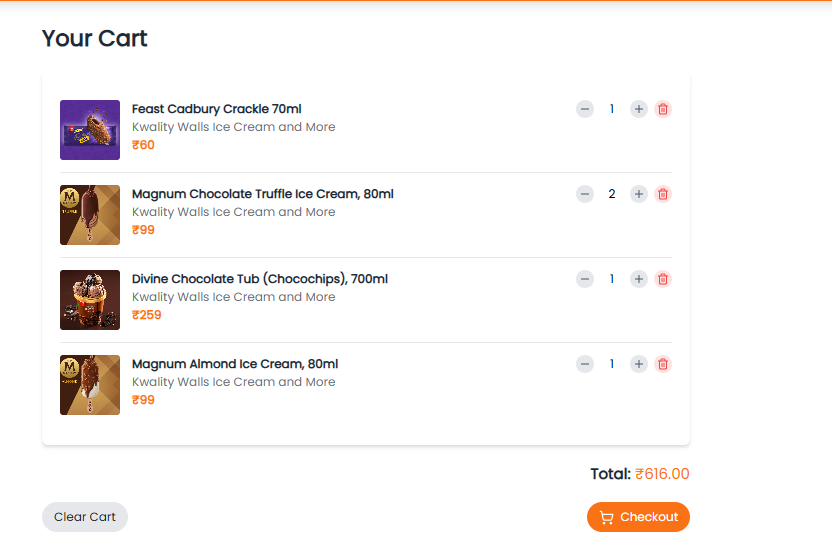 Your Cart
Feast Cadbury Crackle 70ml
Kwality Walls Ice Cream and More
₹60
1
Magnum Chocolate Truffle Ice Cream, 80ml
Kwality Walls Ice Cream and More
₹99
2
Divine Chocolate Tub (Chocochips), 700ml
Kwality Walls Ice Cream and More
₹259
1
Magnum Almond Ice Cream, 80ml
Kwality Walls Ice Cream and More
₹99
1
Total: ₹616.00
Clear Cart
Checkout